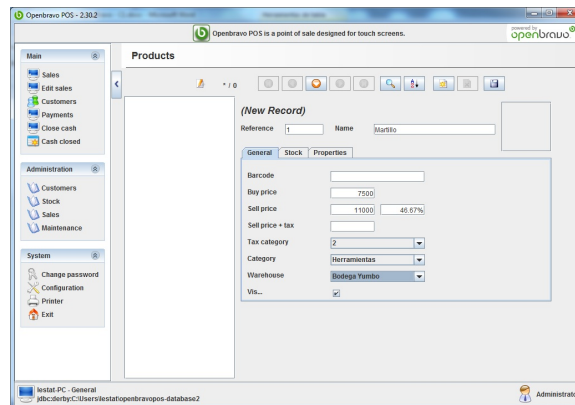 Openbravo POS - 2.30.2
Openbravo POS is a point of sale designed for touch screens.
powered by
openbravo
Main
Sales
Edit sales
Customers
Payments
Close cash
Cash closed
Administration
Customers
Stock
Sales
Maintenance
System
Change password
Configuration
Printer
Exit
Products
* / 0
(New Record)
Reference 1 Name Martillo
General Stock Properties
Barcode
Buy price 7500
Sell price 11000 46.67%
Sell price + tax
Tax category 2
Category Herramientas
Warehouse Bodega Yumbo
Vis...
lestat-PC - General
jdbc:derby:C:\Users\lestat\openbravopos-database2
Administrato